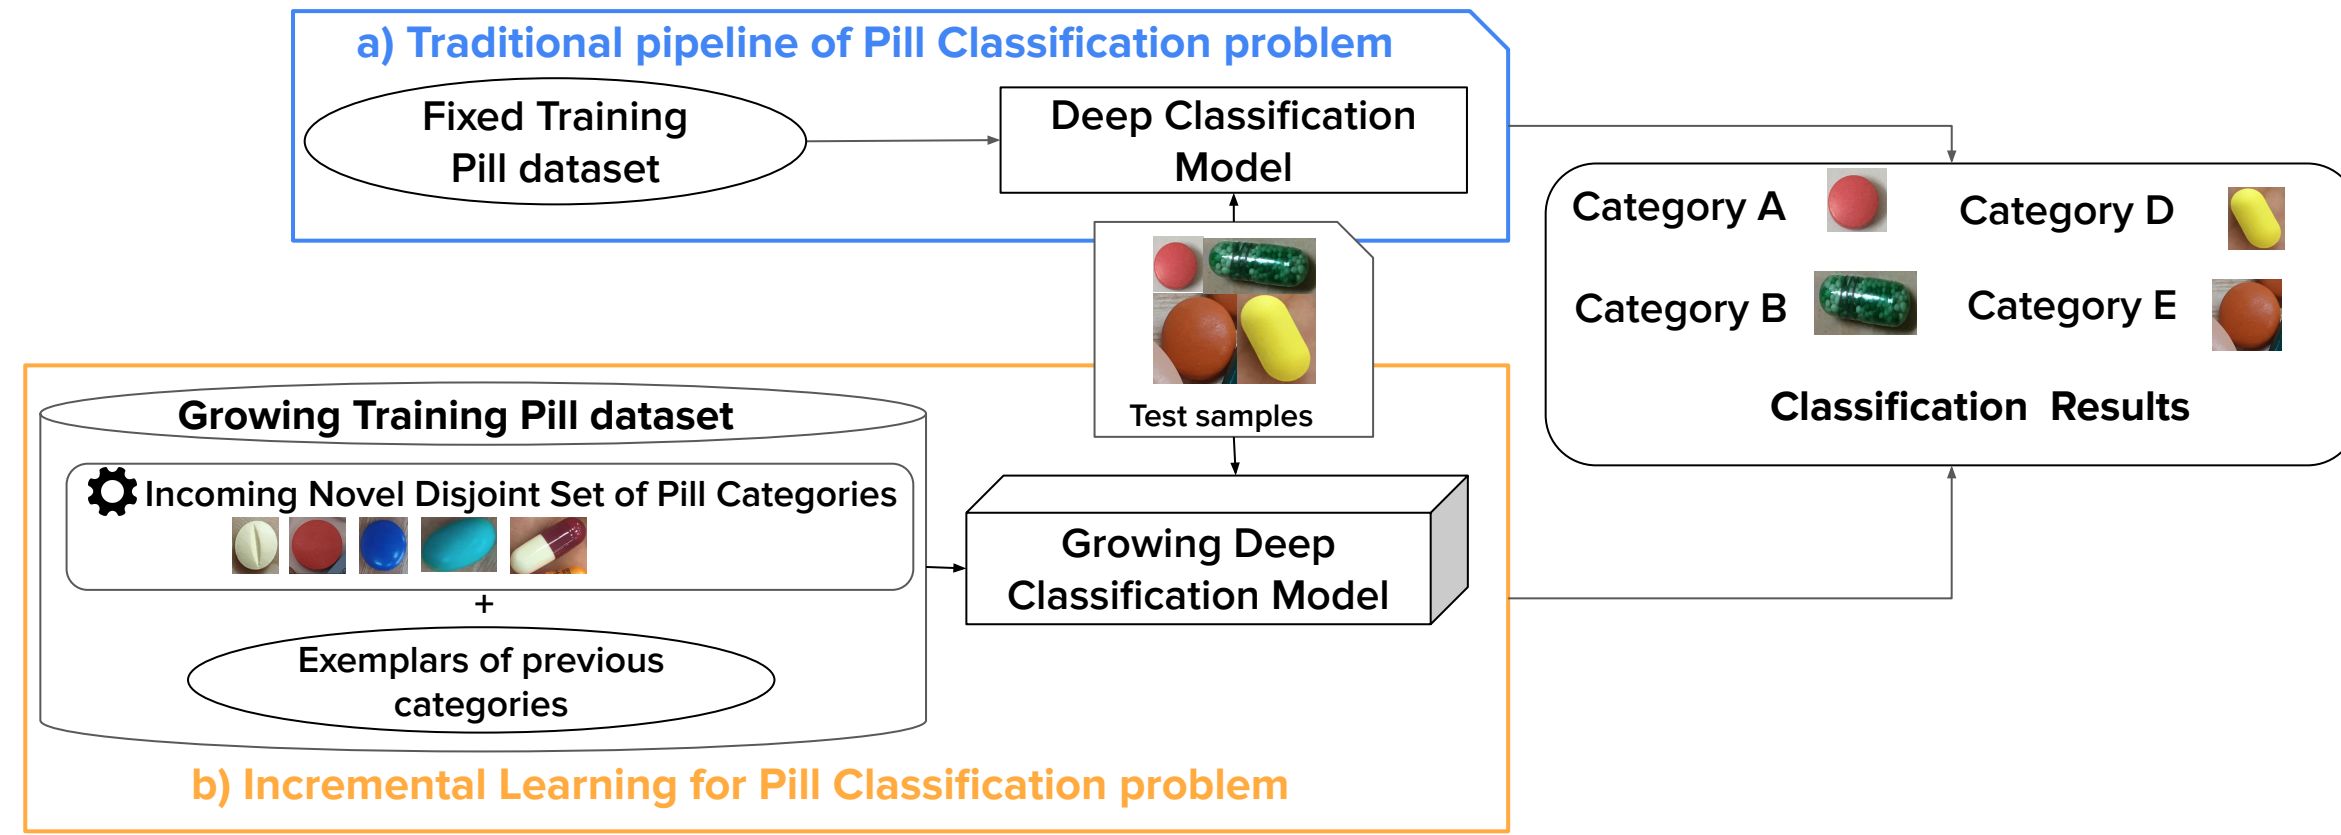 a) Traditional pipeline of Pill Classification problem
Fixed Training
Pill dataset
Deep Classification
Model
Category A
Category D
Category B
Category E
Classification Results
Test samples
Growing Training Pill dataset
Incoming Novel Disjoint Set of Pill Categories
+
Exemplars of previous
categories
Growing Deep
Classification Model
b) Incremental Learning for Pill Classification problem